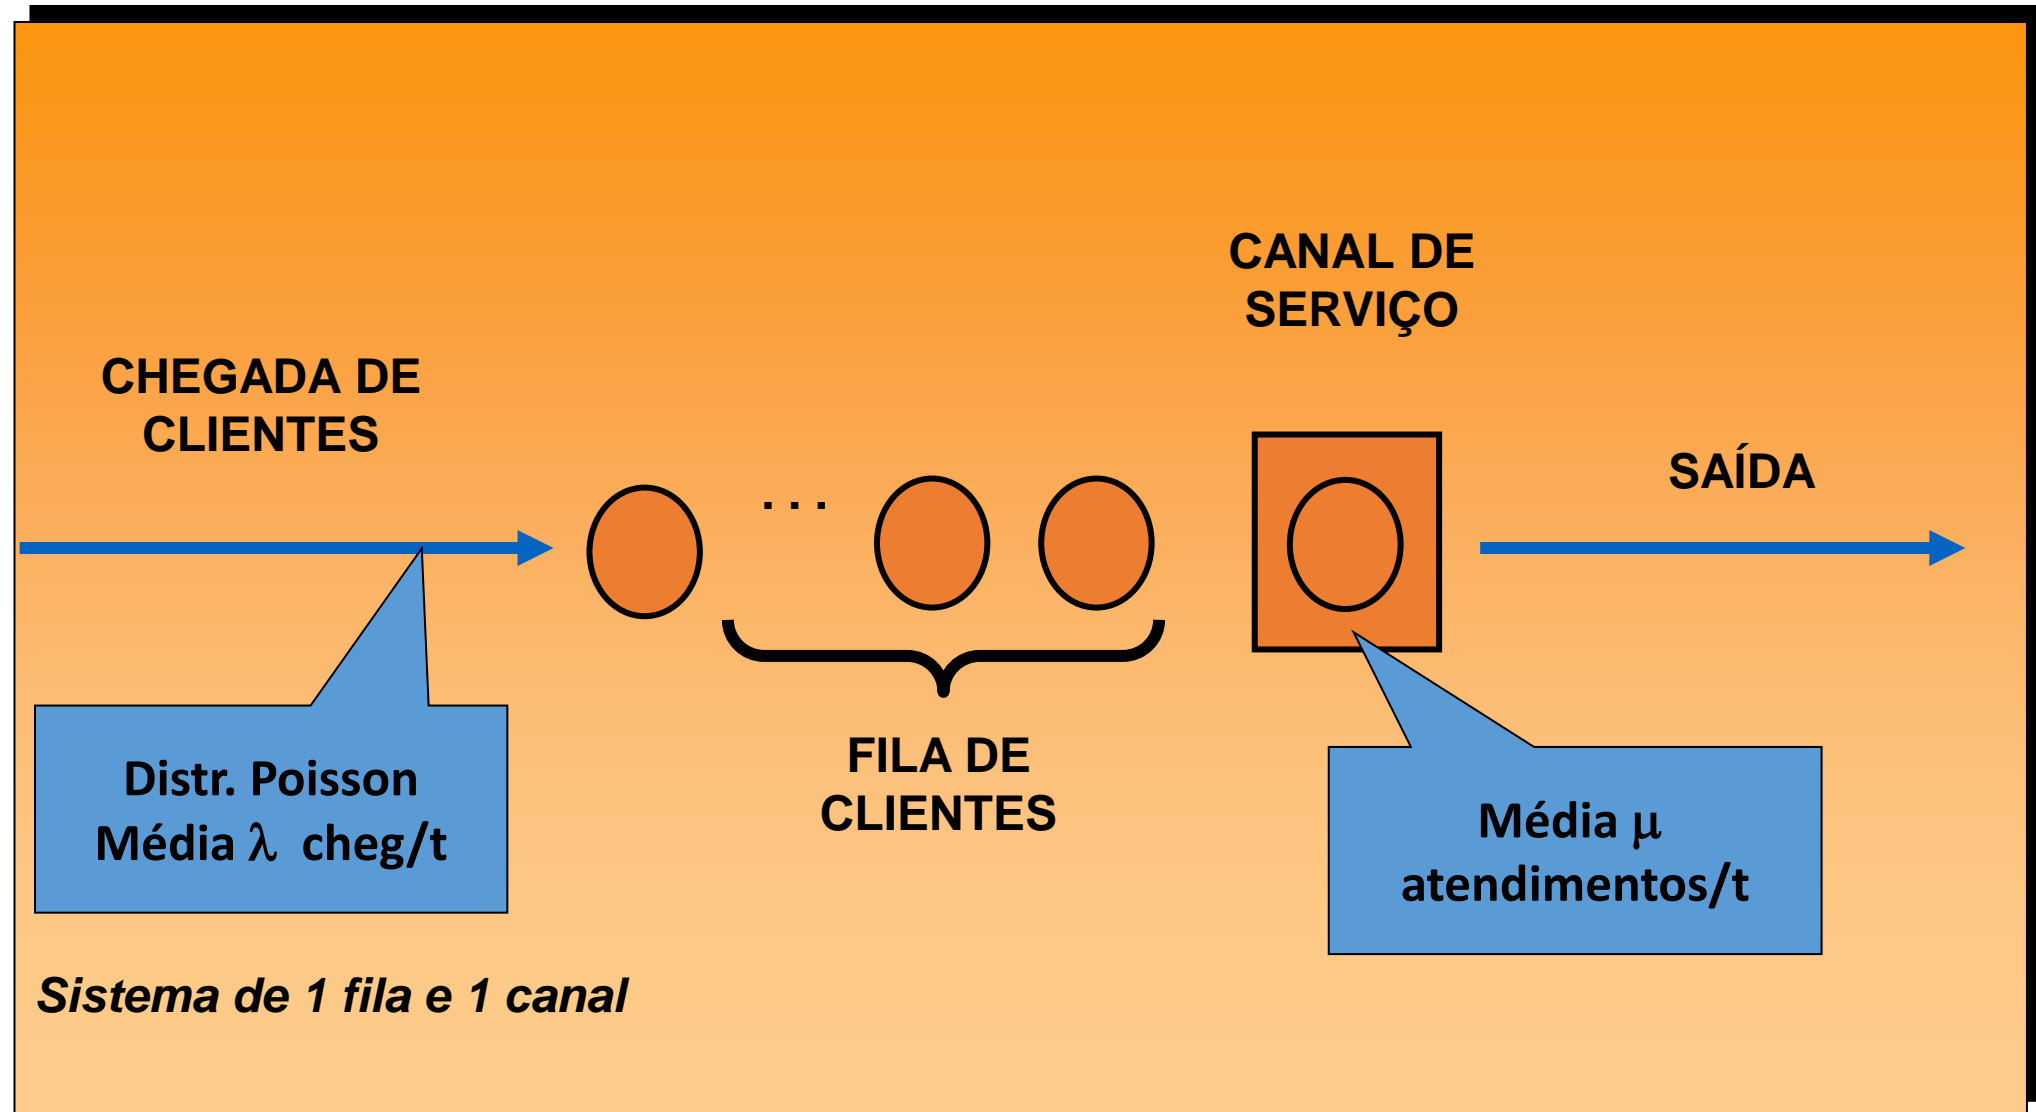 CHEGADA DE
CLIENTES
. . .
CANAL DE
SERVIÇO
SAÍDA
FILA DE
CLIENTES
Distr. Poisson
Média λ cheg/t
Média μ
atendimentos/t
Sistema de 1 fila e 1 canal